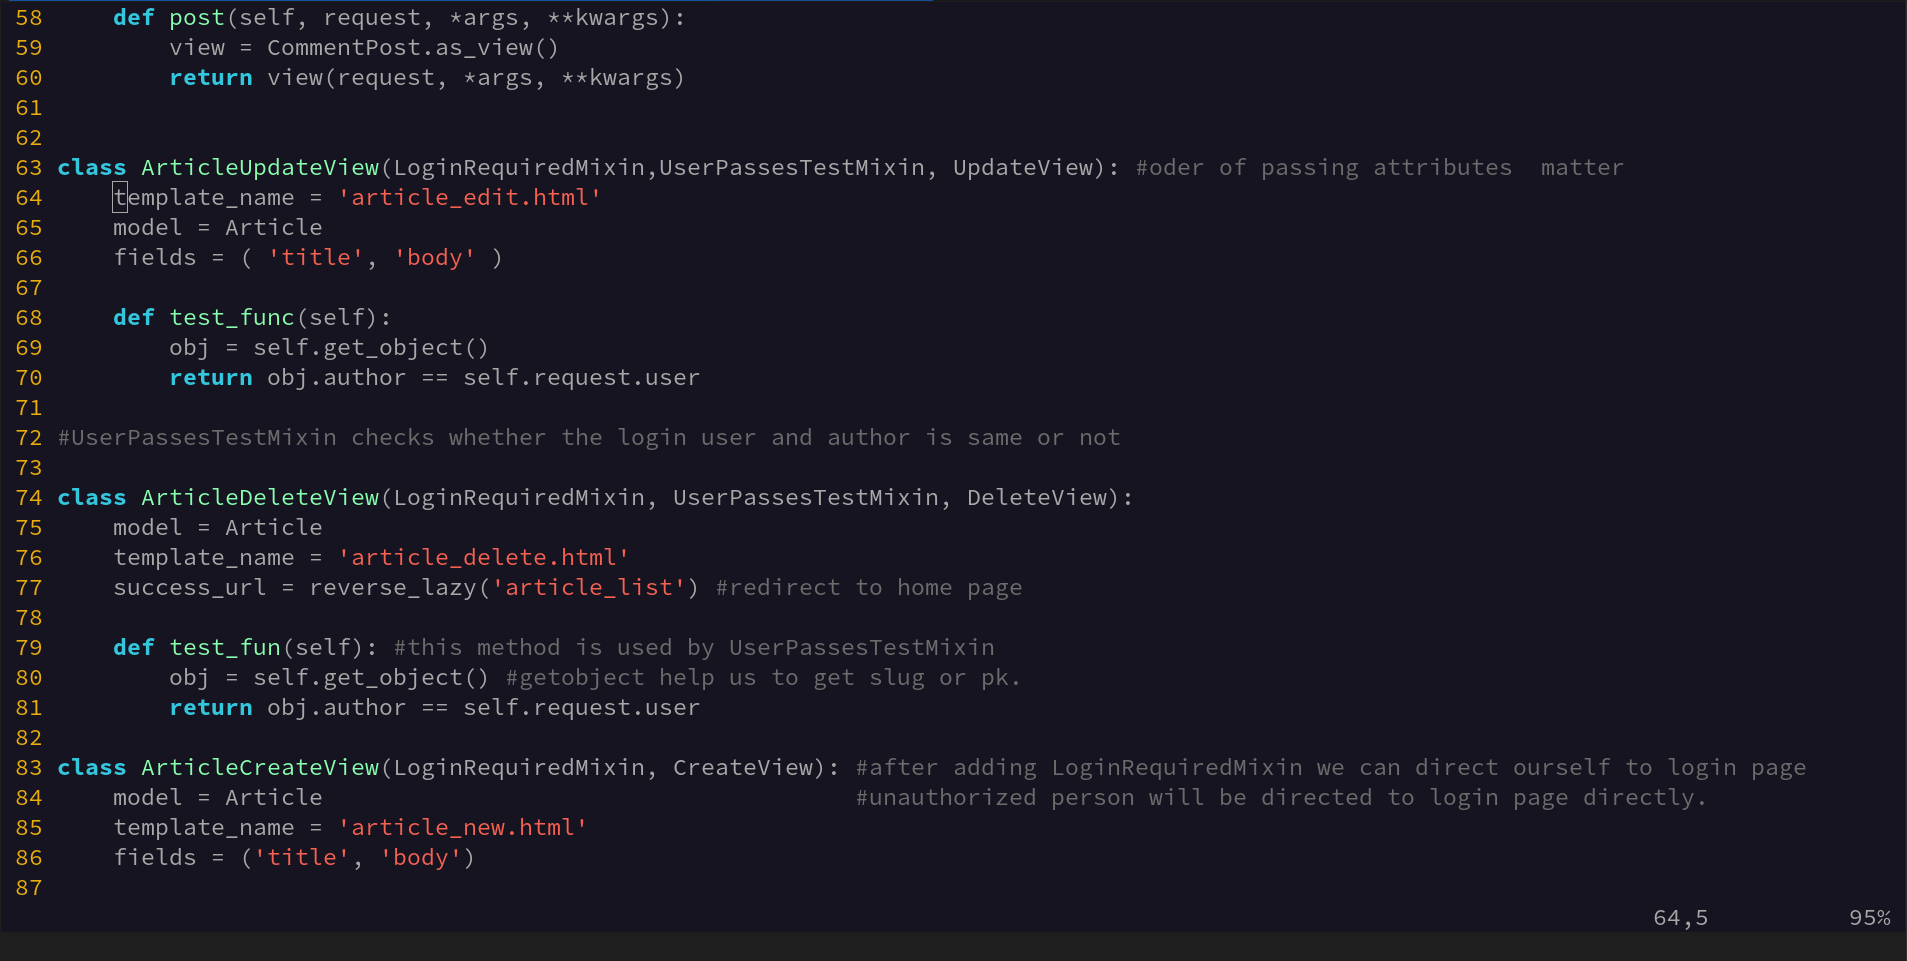 58     def post(self, request, *args, **kwargs):
59         view = CommentPost.as_view()
60         return view(request, *args, **kwargs)
61
62
63 class ArticleUpdateView(LoginRequiredMixin,UserPassesTestMixin, UpdateView): #oder of passing attributes  matter
64     template_name = 'article_edit.html'
65     model = Article
66     fields = ( 'title', 'body' )
67
68     def test_func(self):
69         obj = self.get_object()
70         return obj.author == self.request.user
71
72 #UserPassesTestMixin checks whether the login user and author is same or not
73
74 class ArticleDeleteView(LoginRequiredMixin, UserPassesTestMixin, DeleteView):
75     model = Article
76     template_name = 'article_delete.html'
77     success_url = reverse_lazy('article_list') #redirect to home page
78
79     def test_fun(self): #this method is used by UserPassesTestMixin
80         obj = self.get_object() #getobject help us to get slug or pk.
81         return obj.author == self.request.user
82
83 class ArticleCreateView(LoginRequiredMixin, CreateView): #after adding LoginRequiredMixin we can direct ourself to login page
84     model = Article                                      #unauthorized person will be directed to login page directly.
85     template_name = 'article_new.html'
86     fields = ('title', 'body')
87
64,5          95%